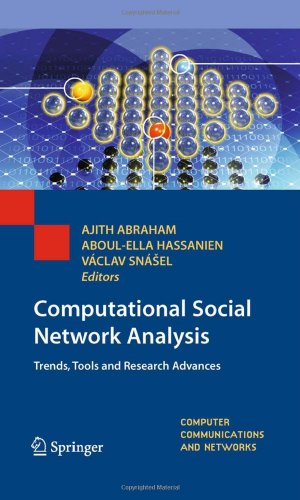 AJITH ABRAHAM
ABOUL-ELLA HASSANIEN
VÁCLAV SNÁŠEL
Editors
Computational Social
Network Analysis
Trends, Tools and Research Advances
COMPUTER
COMMUNICATIONS
AND NETWORKS
Springer